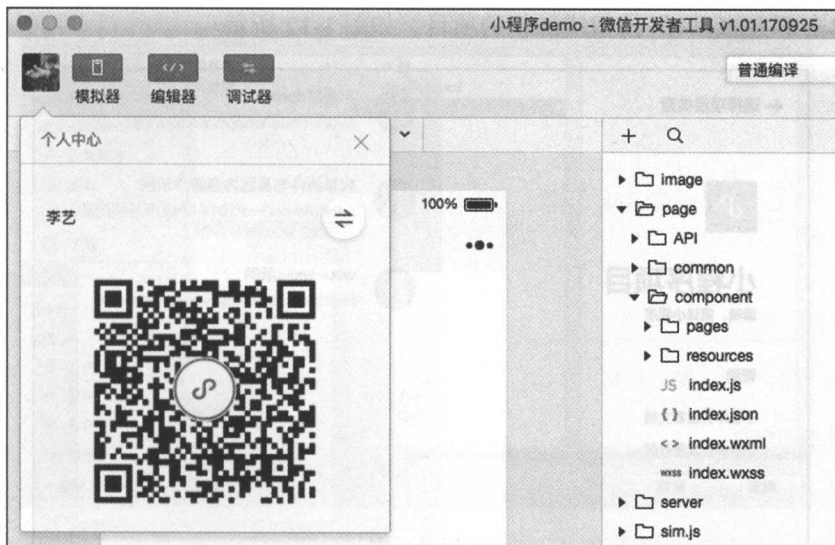 小程序demo - 微信开发者工具 v1.01.170925
模拟器
编辑器
调试器
普通编译
个人中心
李艺
100%
image
page
API
common
component
pages
resources
JS index.js
{ } index.json
< > index.wxml
wxss index.wxss
server
sim.js